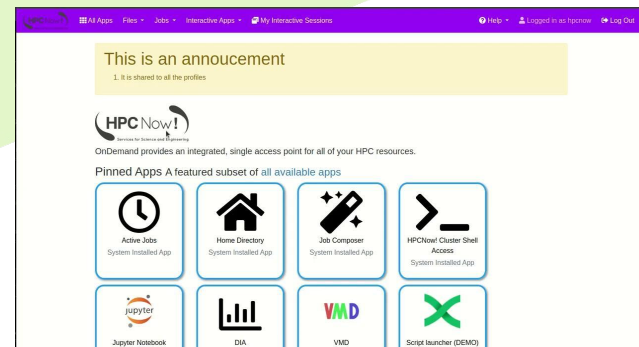 HPCNow! All Apps Files Jobs Interactive Apps My Interactive Sessions Help Logged in as hpcnow Log Out
This is an annoucement
1. It is shared to all the profiles
HPCNow!
Services for Science and Engineering
OnDemand provides an integrated, single access point for all of your HPC resources.
Pinned Apps A featured subset of all available apps
Active Jobs
System Installed App
Home Directory
System Installed App
Job Composer
System Installed App
HPCNow! Cluster Shell
Access
System Installed App
jupyter
Jupyter Notebook
DIA
VMD
VMD
Script launcher (DEMO)